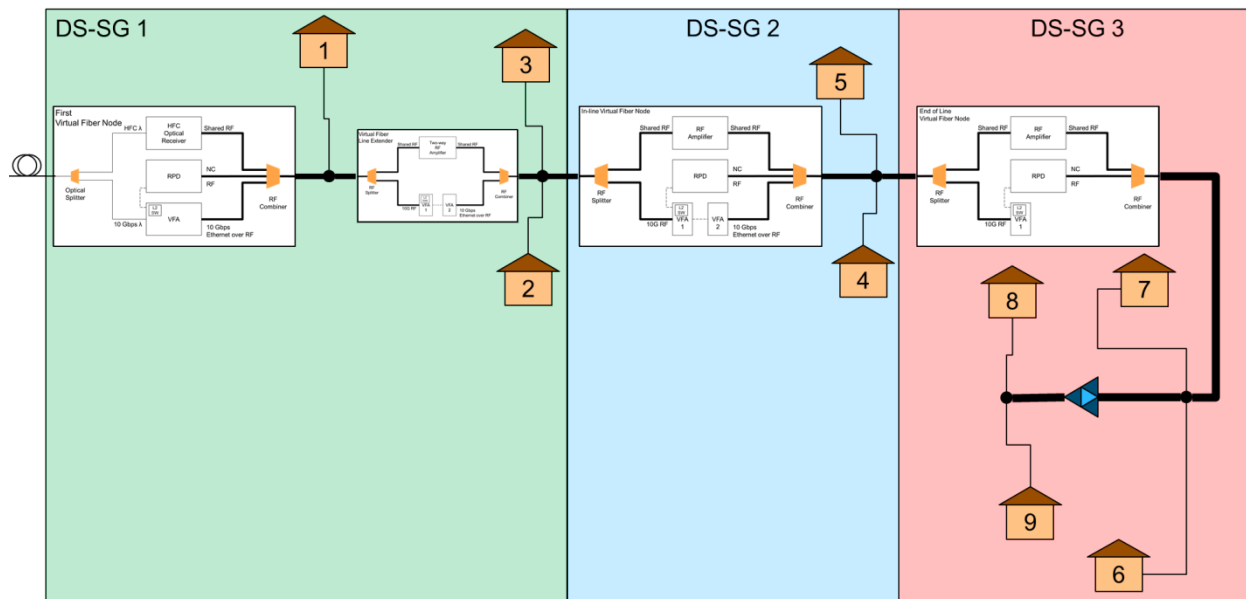 DS-SG 1
DS-SG 2
DS-SG 3
1
3
5
First
Virtual Fiber Node
HFC λ
HFC
Optical
Receiver
Shared RF
Optical
Splitter
RPD
NC
RF
RF
Combiner
10 Gbps λ
L2
SW
VFA
10 Gbps
Ethernet over RF
Virtual Fiber
Line Extender
Shared RF
Two-way
RF
Amplifier
Shared RF
RF
Splitter
RF
Combiner
10G RF
VFA
1
VFA
2
10 Gbps
Ethernet over RF
In-line Virtual Fiber Node
Shared RF
RF
Amplifier
Shared RF
RF
Splitter
RPD
NC
RF
RF
Combiner
10G RF
L2
SW
VFA
1
VFA
2
10 Gbps
Ethernet over RF
End of Line
Virtual Fiber Node
Shared RF
RF
Amplifier
Shared RF
RF
Splitter
RPD
NC
RF
RF
Combiner
10G RF
L2
SW
VFA
1
2
4
8
7
9
6